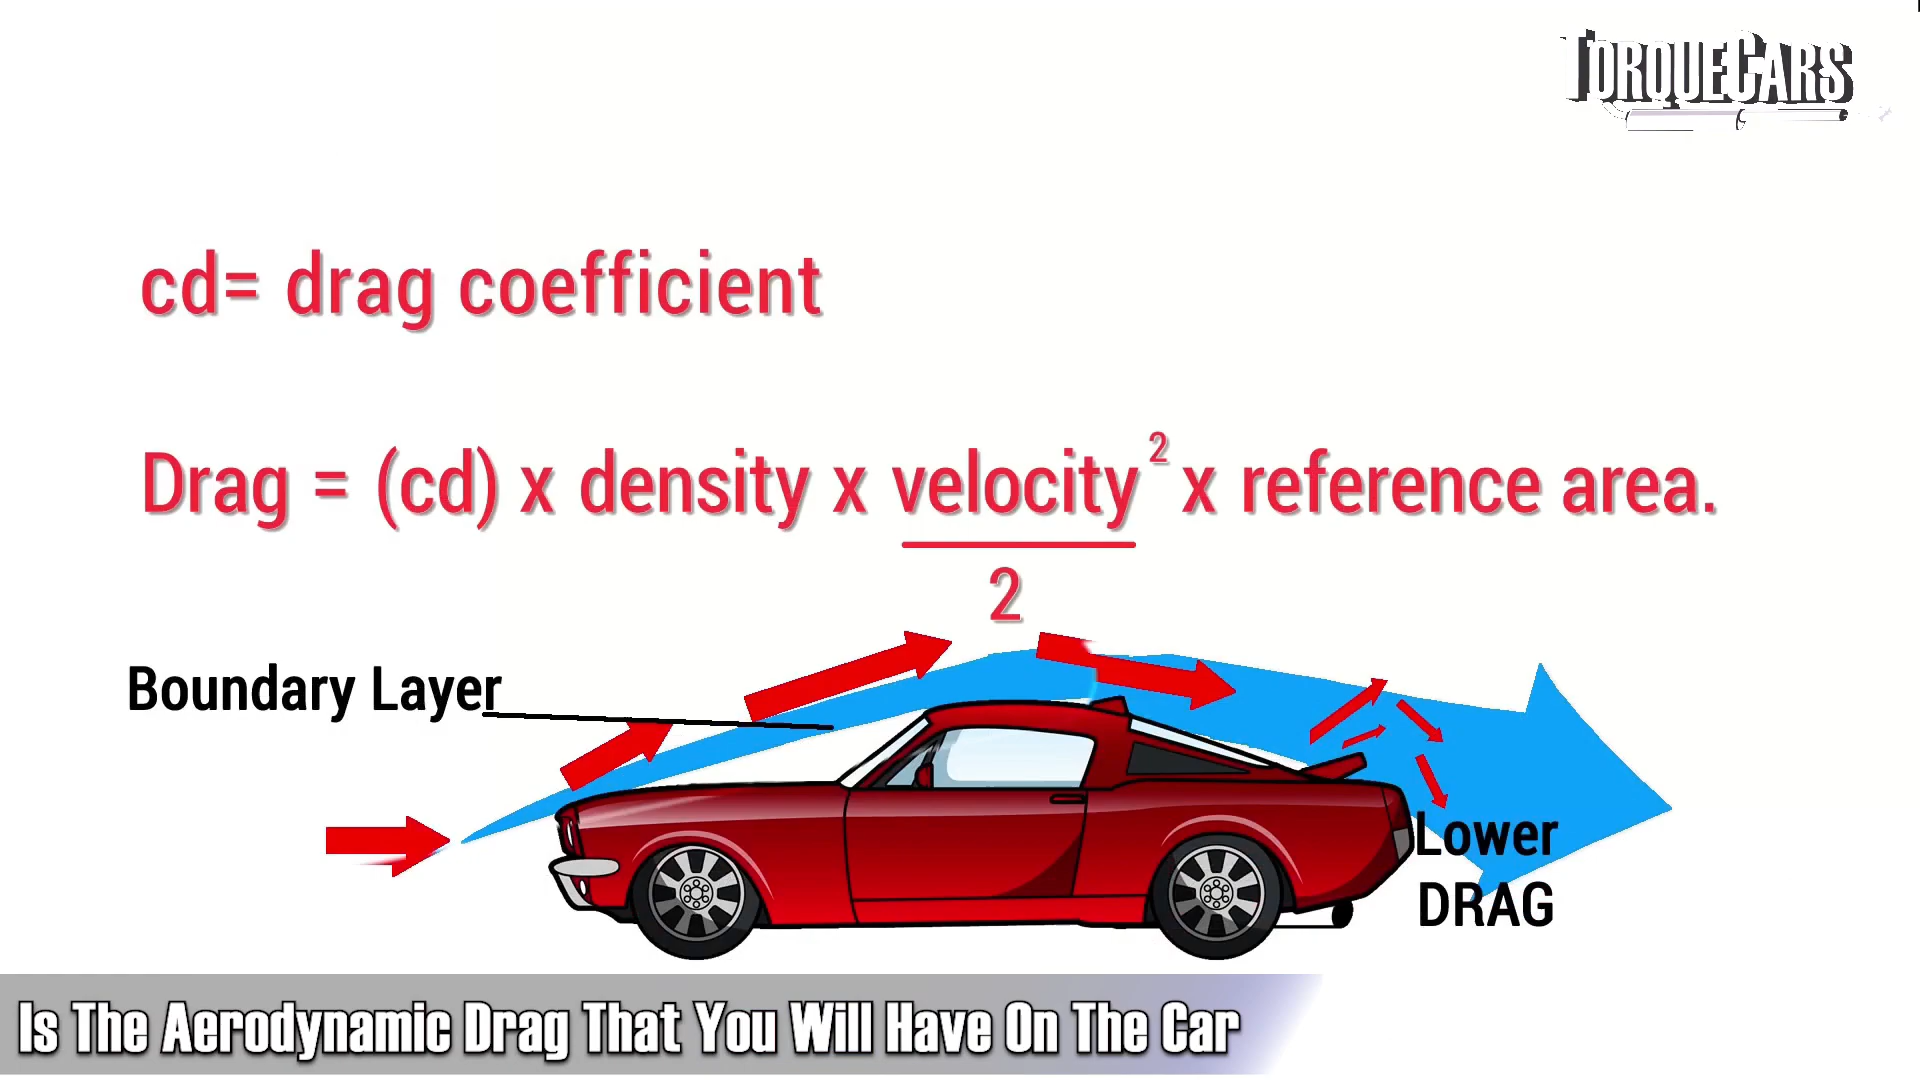 TORQUECARS
cd= drag coefficient
Drag = (cd) x density x velocity² x reference area.
2
Boundary Layer
Lower
DRAG
Is The Aerodynamic Drag That You Will Have On The Car